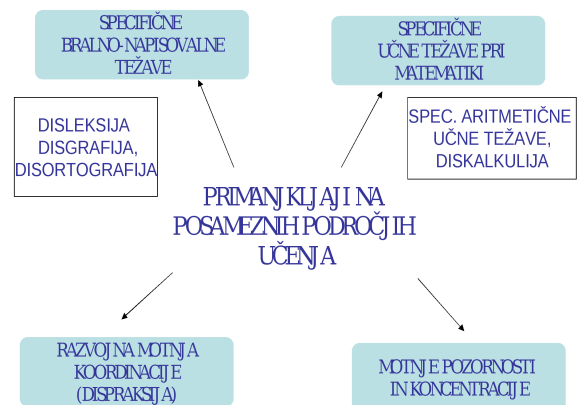 SPECIFIČNE
BRALNO-NAPISOVALNE
TEŽAVE
SPECIFIČNE
UČNE TEŽAVE PRI
MATEMATIKI
DISLEKSIJA
DISGRAFIJA,
DISORTOGRAFIJA
SPEC. ARITMETIČNE
UČNE TEŽAVE,
DISKALKULIJA
PRIMANJKLJAJI NA
POSAMEZNIH PODROČJIH
UČENJA
RAZVOJNA MOTNJA
KOORDINACIJE
(DISPRAKSIJA)
MOTNJE POZORNOSTI
IN KONCENTRACIJE